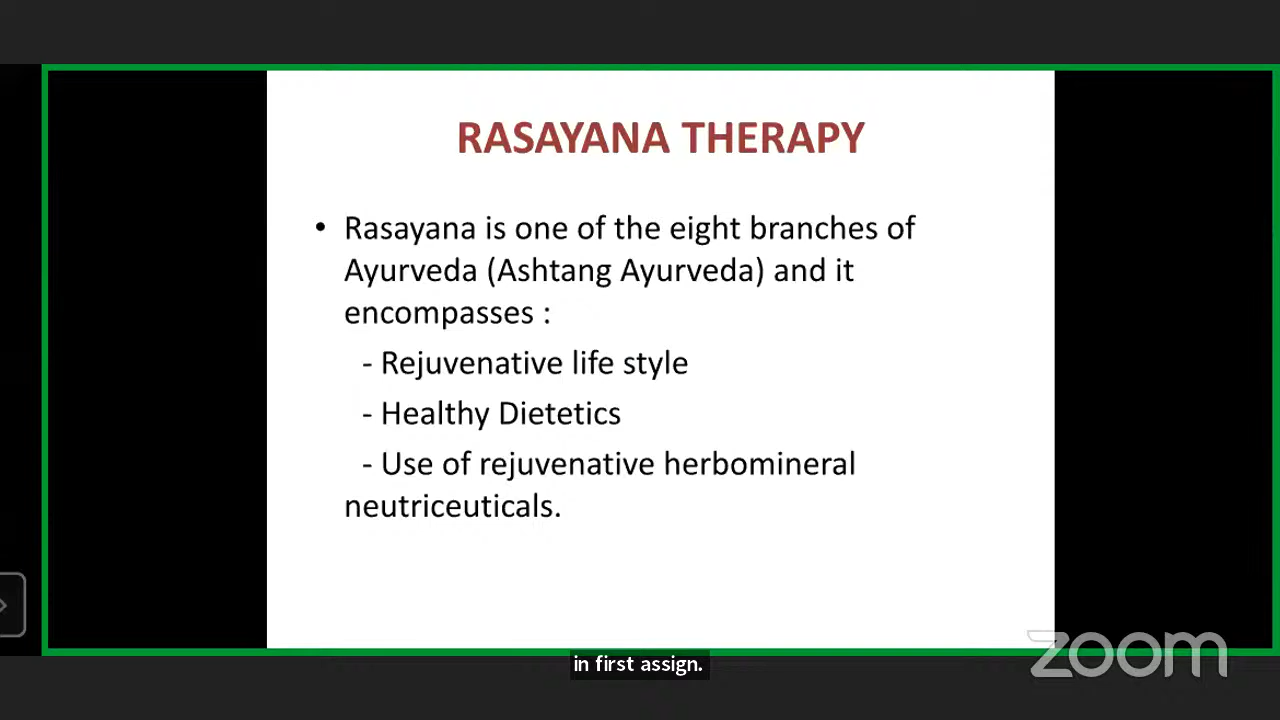 RASAYANA THERAPY
• Rasayana is one of the eight branches of
Ayurveda (Ashtang Ayurveda) and it
encompasses :
- Rejuvenative life style
- Healthy Dietetics
- Use of rejuvenative herbomineral
neutriceuticals.
zoom
in first assign.